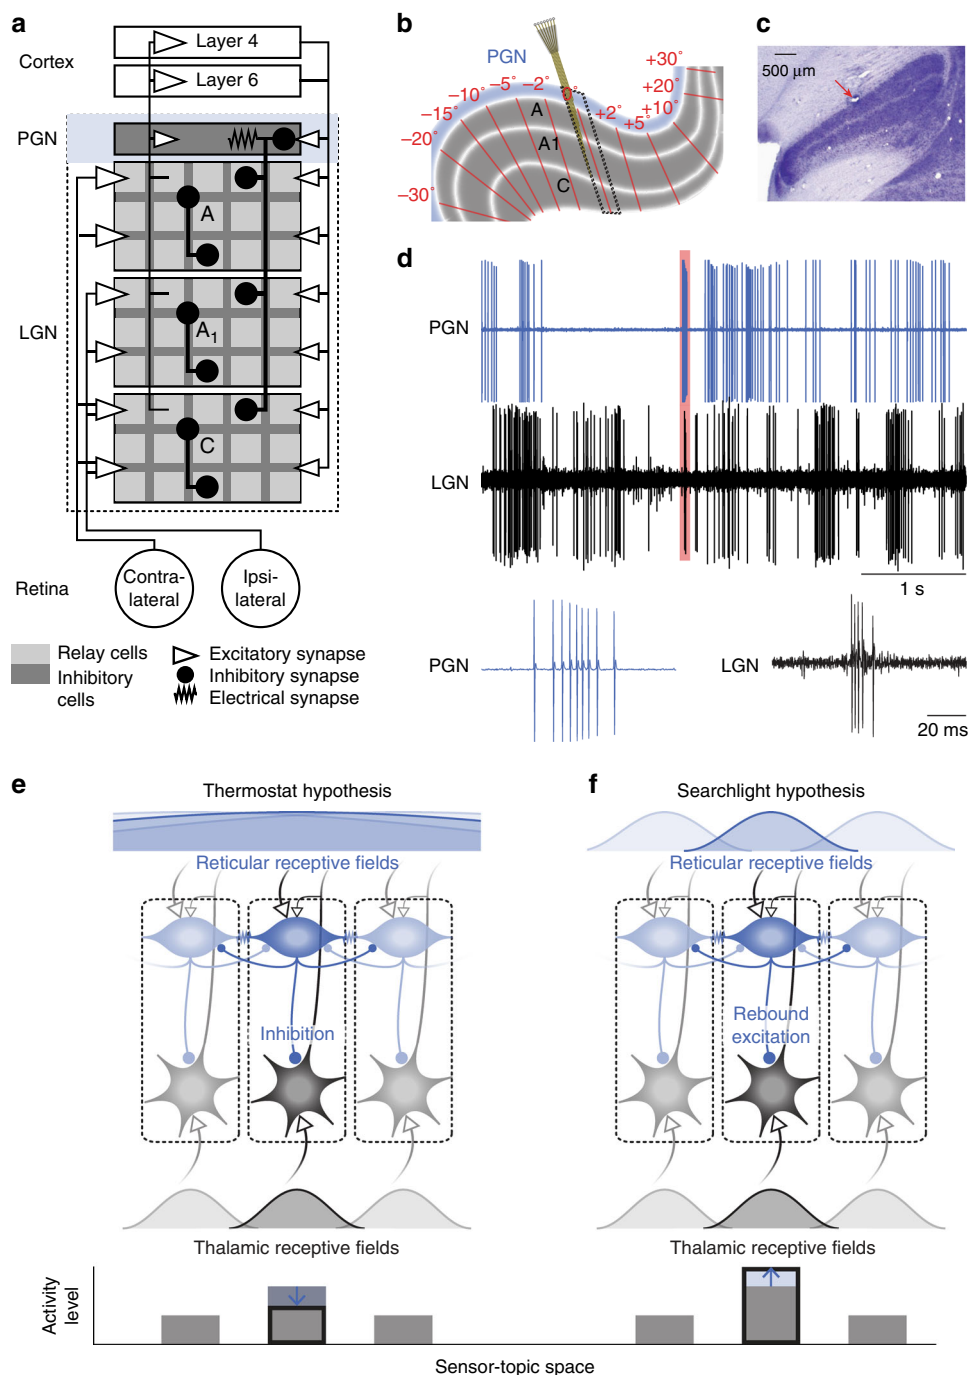 a
Cortex
Layer 4
Layer 6
PGN
A
LGN
A1
C
Retina
Contra-
lateral
Ipsi-
lateral
Relay cells
Inhibitory
cells
Excitatory synapse
Inhibitory synapse
Electrical synapse
b
PGN
–30°
–20°
–15°
–10°
–5°
–2°
0°
+2°
+5°
+10°
+20°
+30°
A
A1
C
c
500 µm
d
PGN
LGN
1 s
PGN
LGN
20 ms
e
Thermostat hypothesis
Reticular receptive fields
Inhibition
Thalamic receptive fields
f
Searchlight hypothesis
Reticular receptive fields
Rebound
excitation
Thalamic receptive fields
Activity
level
Sensor-topic space